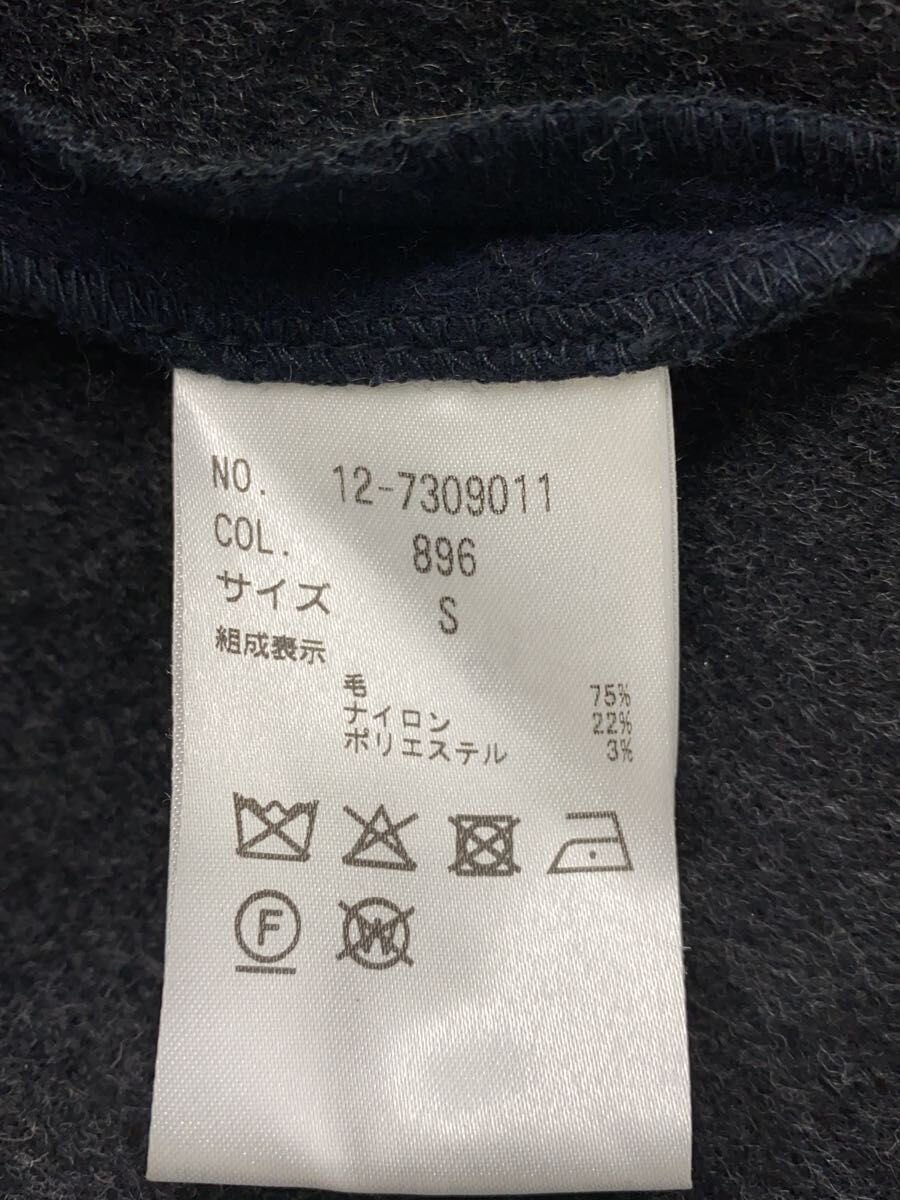 NO. 12-7309011
COL. 896
サイズ S
組成表示
毛 75%
ナイロン 22%
ポリエステル 3%
F W